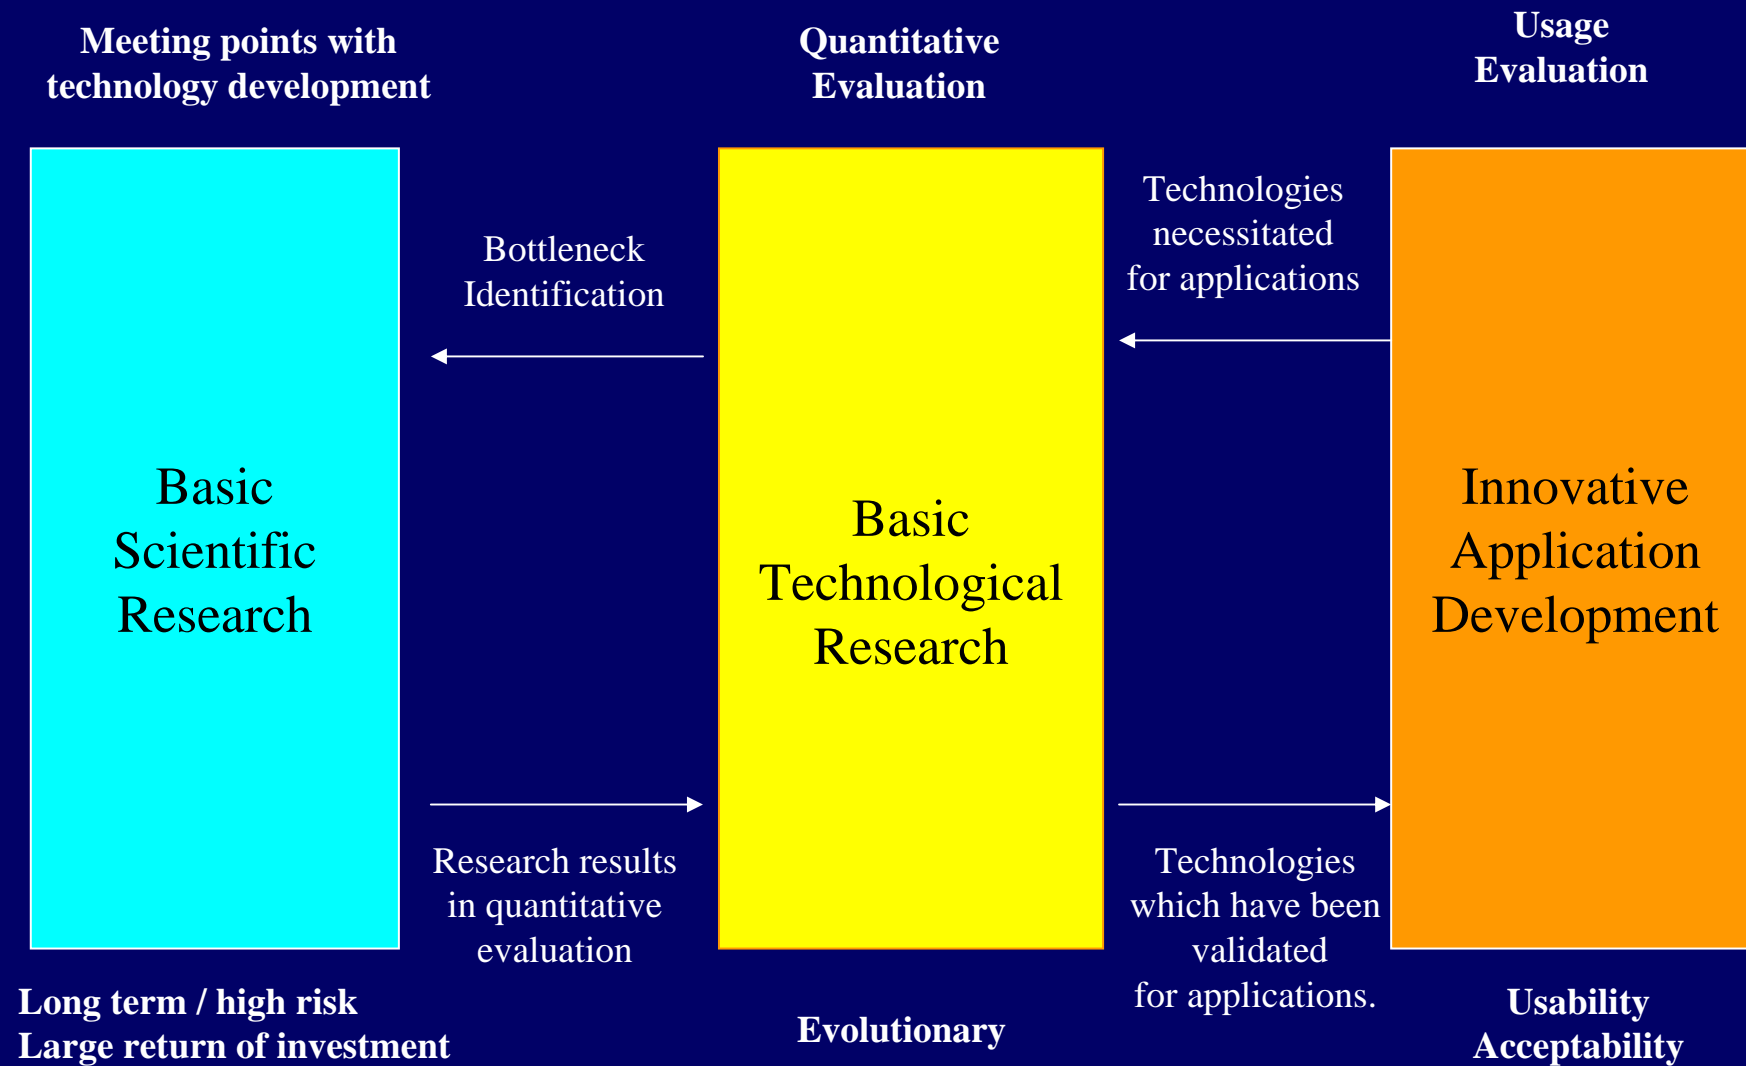 Meeting points with
technology development
Quantitative
Evaluation
Usage
Evaluation
Basic
Scientific
Research
Bottleneck
Identification
Research results
in quantitative
evaluation
Basic
Technological
Research
Technologies
necessitated
for applications
Technologies
which have been
validated
for applications.
Innovative
Application
Development
Long term / high risk
Large return of investment
Evolutionary
Usability
Acceptability